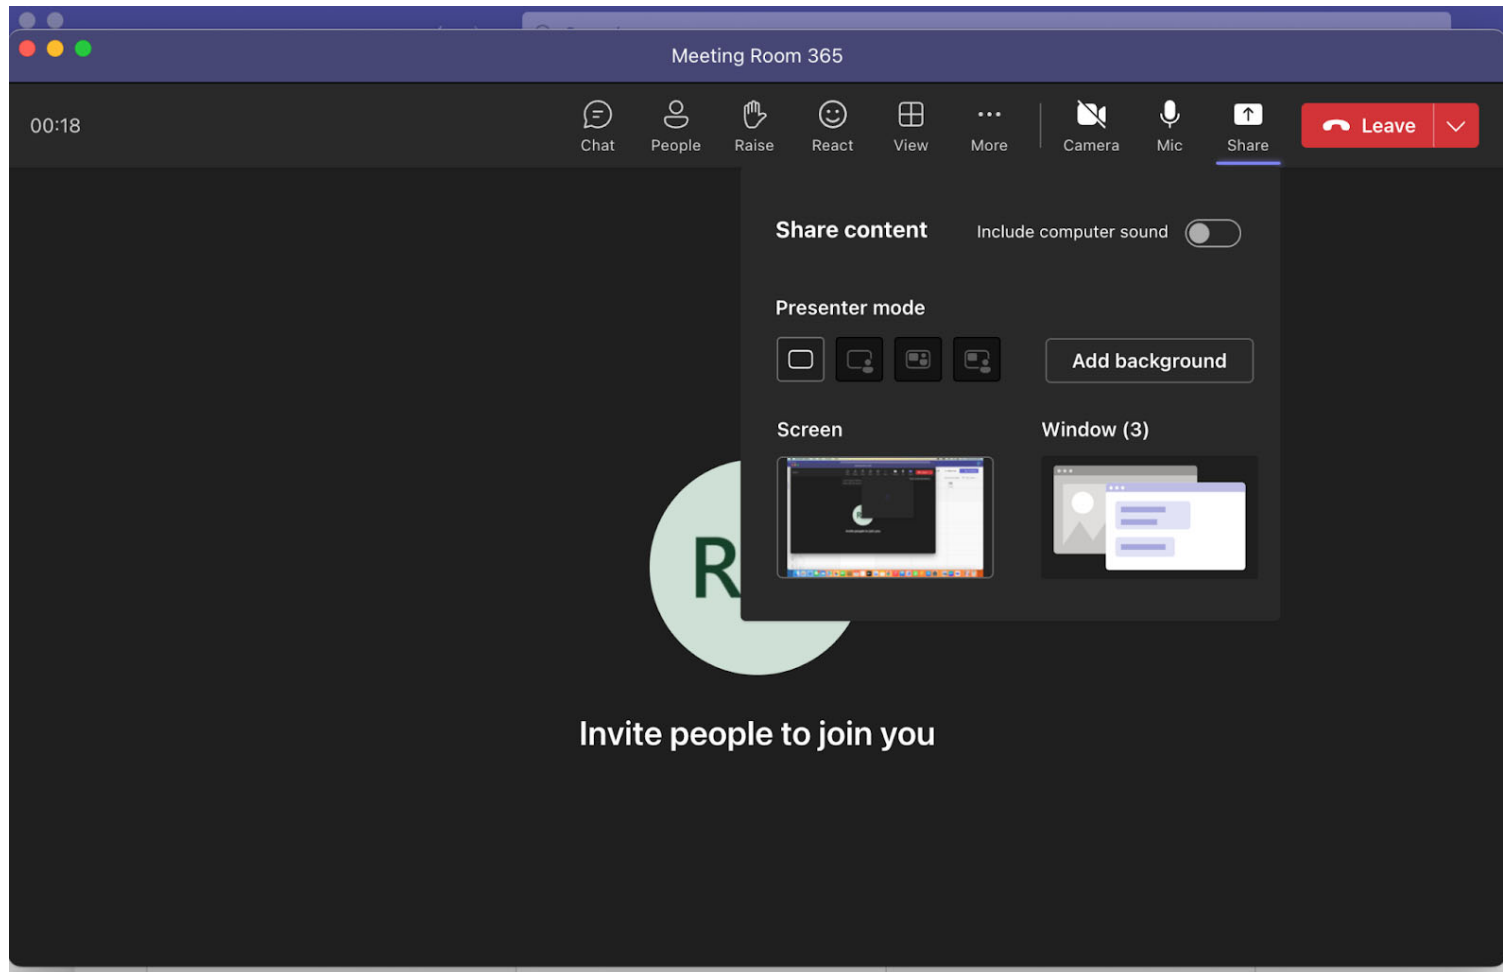 Meeting Room 365
00:18
Chat People Raise React View More Camera Mic Share Leave
Share content Include computer sound
Presenter mode
Add background
Screen Window (3)
R
Invite people to join you